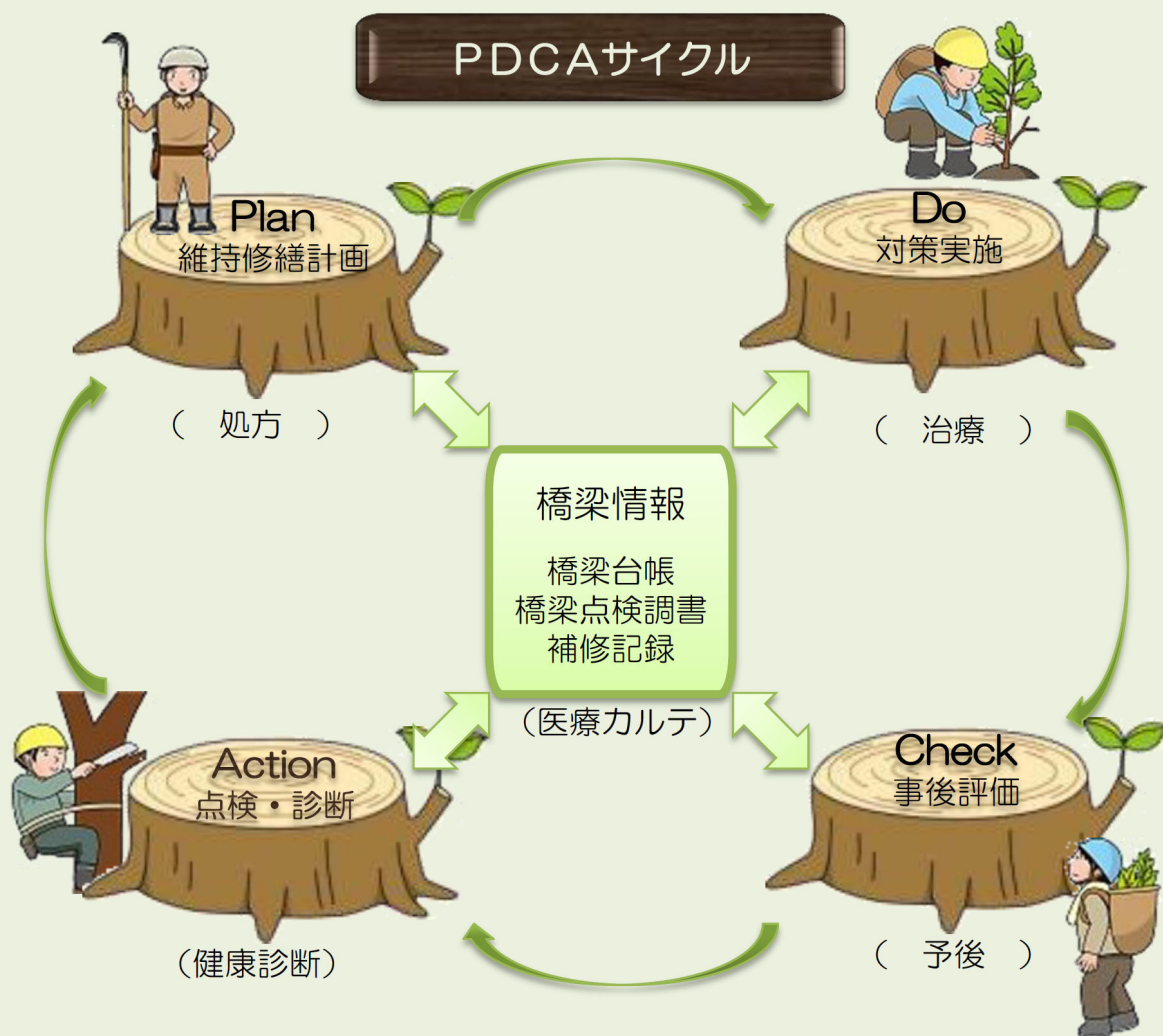 PDCAサイクル
Plan
維持修繕計画
（　処方　）
Do
対策実施
（　治療　）
橋梁情報
橋梁台帳
橋梁点検調書
補修記録
（医療カルテ）
Action
点検・診断
（健康診断）
Check
事後評価
（　予後　）